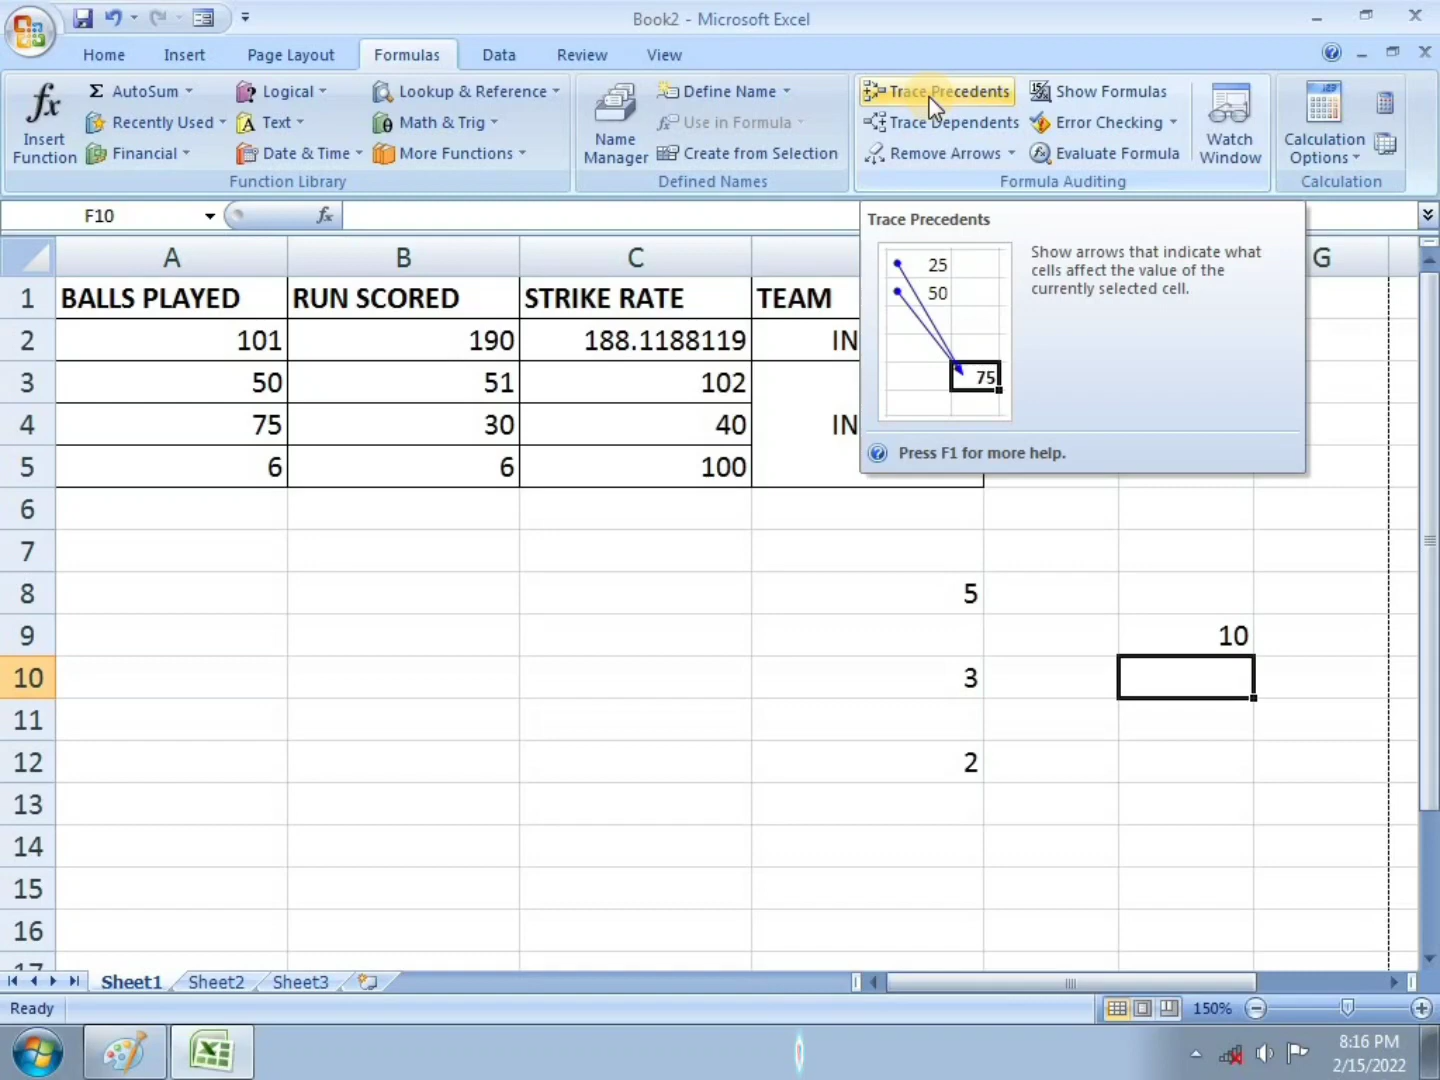 Book2 - Microsoft Excel
Home Insert Page Layout Formulas Data Review View
fx Insert Function
Σ AutoSum
Recently Used
Financial
Logical
Text
Date & Time
Lookup & Reference
Math & Trig
More Functions
Function Library
Name Manager
Define Name
Use in Formula
Create from Selection
Defined Names
Trace Precedents
Trace Dependents
Remove Arrows
Show Formulas
Error Checking
Evaluate Formula
Watch Window
Formula Auditing
Calculation Options
Calculation
F10 fx
Trace Precedents
25
50
75
Show arrows that indicate what
cells affect the value of the
currently selected cell.
Press F1 for more help.
A B C G
1 BALLS PLAYED RUN SCORED STRIKE RATE TEAM
2 101 190 188.1188119 IN
3 50 51 102
4 75 30 40 IN
5 6 6 100
6
7
8 5
9 10
10 3
11
12 2
13
14
15
16
17
Sheet1 Sheet2 Sheet3
Ready 150%
8:16 PM
2/15/2022